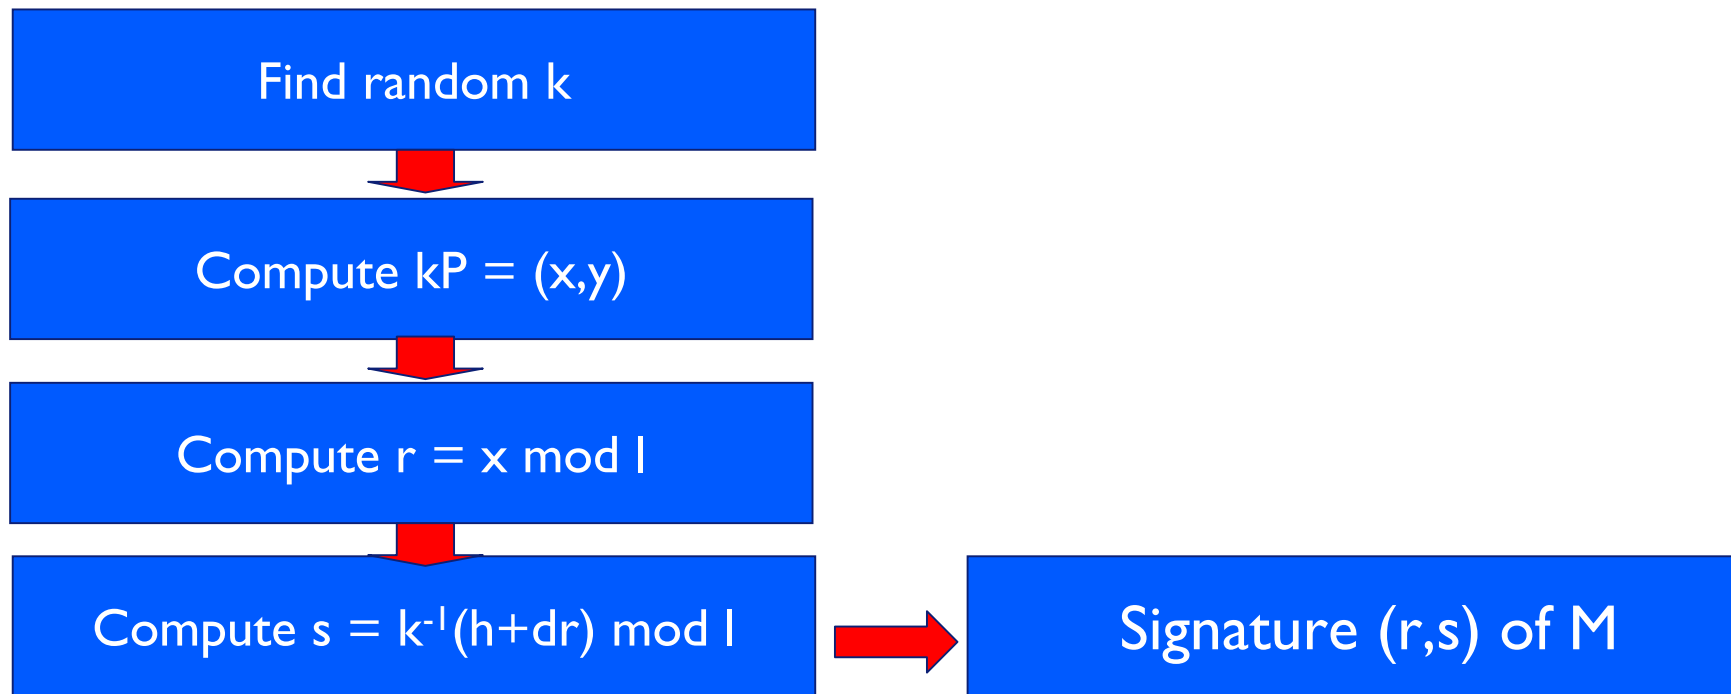 Find random k
Compute kP = (x,y)
Compute r = x mod l
Compute s = k⁻¹(h+dr) mod l
Signature (r,s) of M